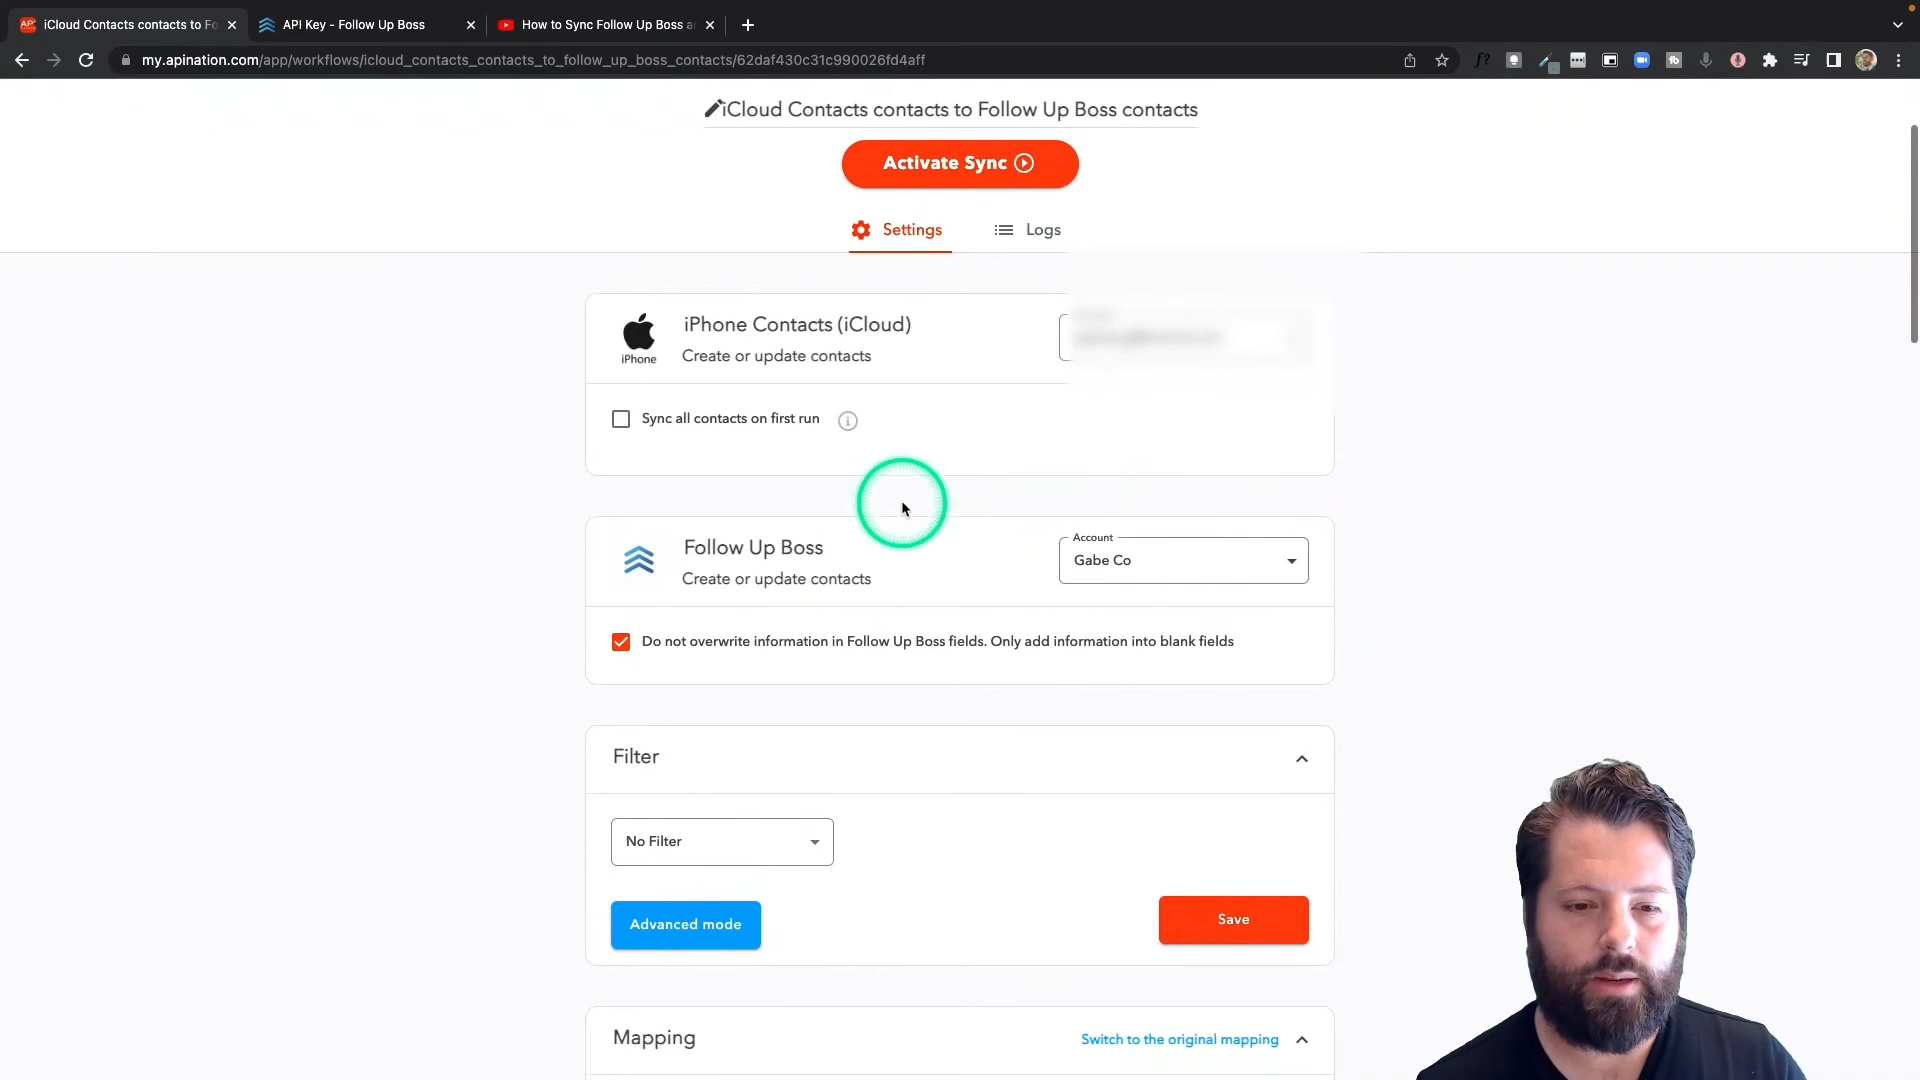 iCloud Contacts contacts to Fo
API Key - Follow Up Boss
How to Sync Follow Up Boss a
my.apination.com/app/workflows/icloud_contacts_contacts_to_follow_up_boss_contacts/62daf430c31c990026fd4aff
iCloud Contacts contacts to Follow Up Boss contacts
Activate Sync
Settings
Logs
iPhone
iPhone Contacts (iCloud)
Create or update contacts
Sync all contacts on first run
Follow Up Boss
Create or update contacts
Account
Gabe Co
Do not overwrite information in Follow Up Boss fields. Only add information into blank fields
Filter
No Filter
Advanced mode
Save
Mapping
Switch to the original mapping